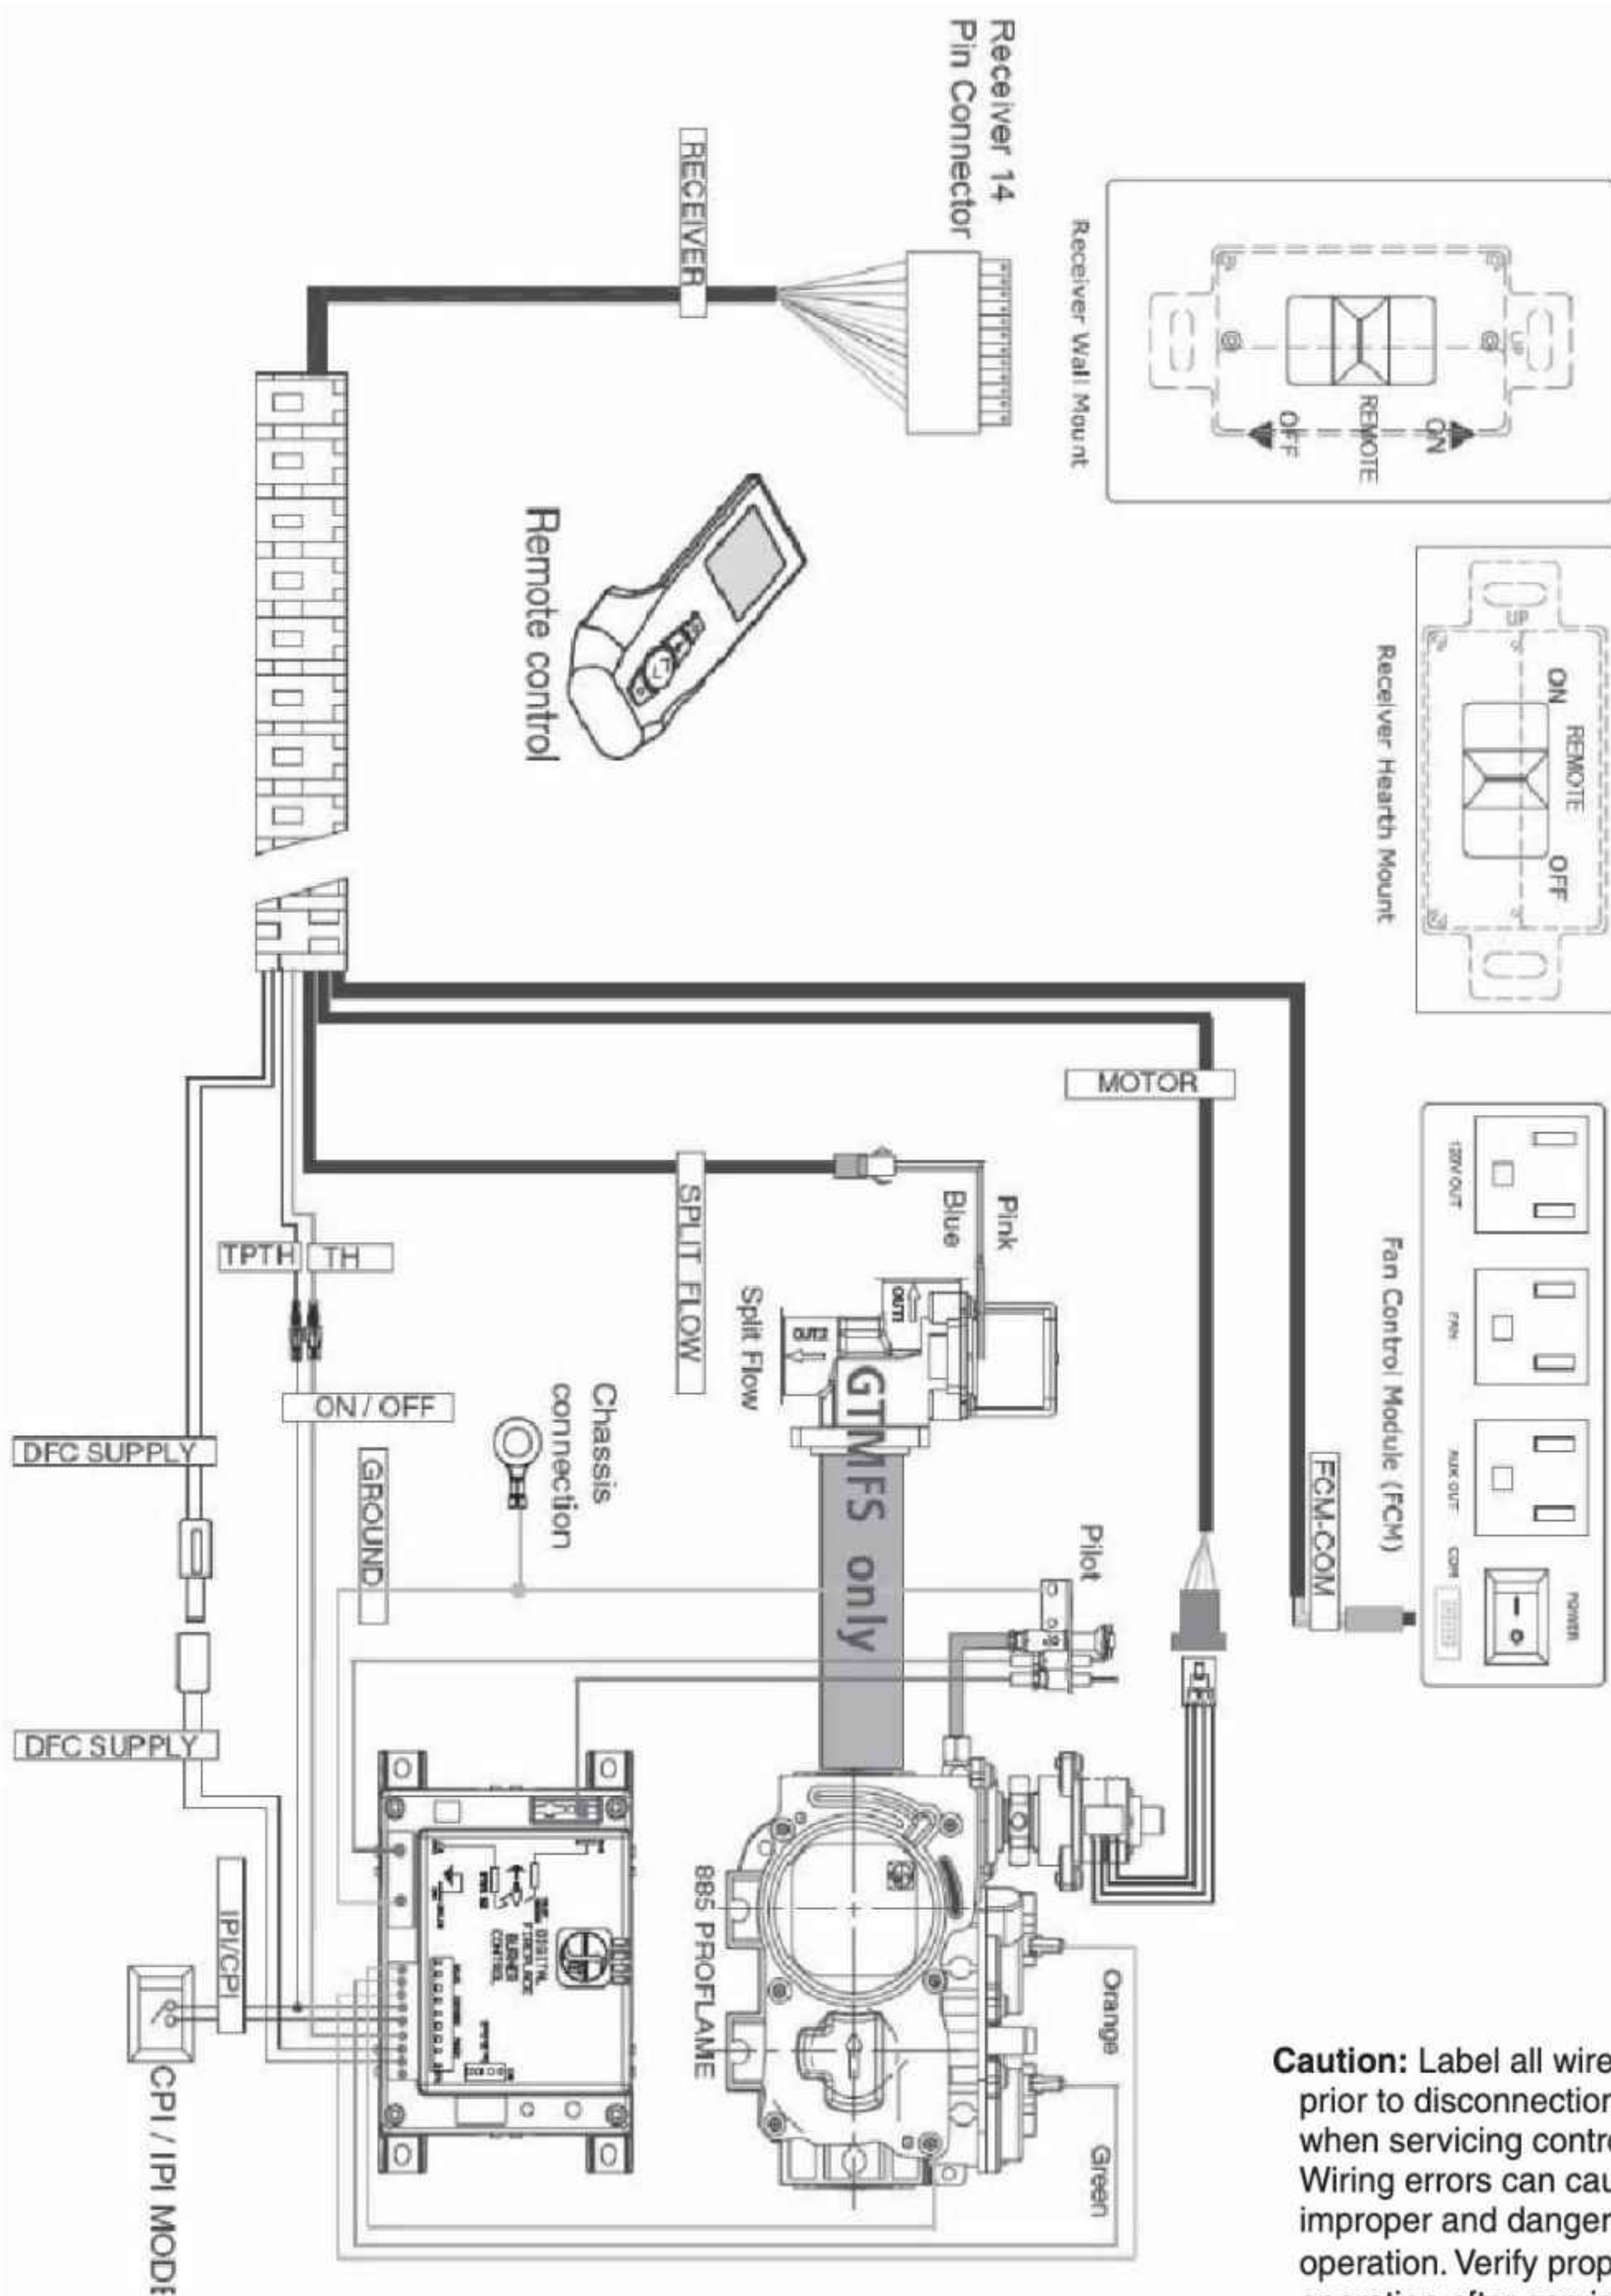 Receiver 14
Pin Connector
RECEIVER
Receiver Wall Mount
ON
REMOTE
OFF
Remote control
Receiver Hearth Mount
ON
REMOTE
OFF
MOTOR
120V OUT
FAN
AUX OUT
COM
POWER
Fan Control Module (FCM)
FCM-COM
Pink
Blue
SPLIT FLOW
Split Flow
OUT1
OUT2
GTMFS only
TPTH
TH
ON / OFF
Chassis
connection
GROUND
DFC SUPPLY
DFC SUPPLY
Pilot
885 PROFLAME
DIGITAL
FIREPLACE
BURNER
CONTROL
IPI/CPI
CPI / IPI MODE
Orange
Green
Caution: Label all wire
prior to disconnection
when servicing contr
Wiring errors can cau
improper and danger
operation. Verify prop